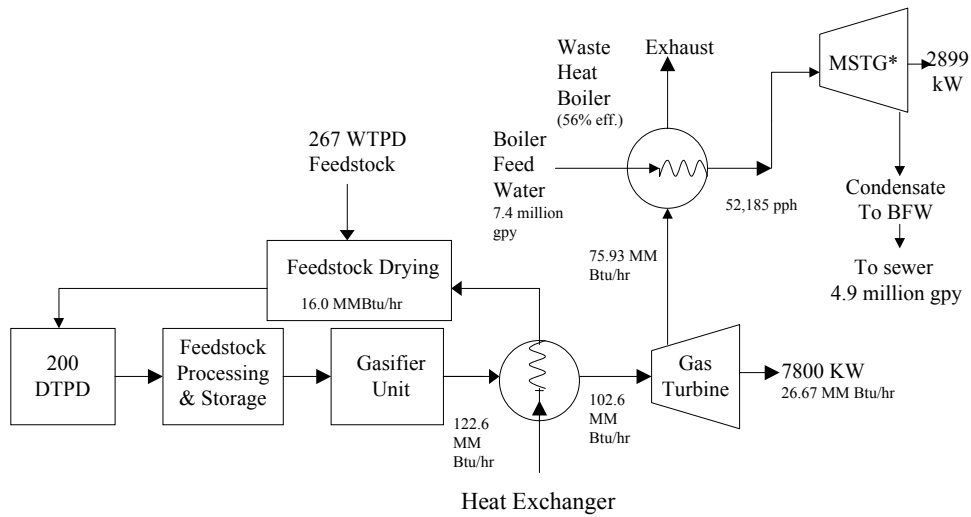 Waste
Heat
Boiler
(56% eff.)
Exhaust
MSTG*
2899
kW
267 WTPD
Feedstock
Boiler
Feed
Water
7.4 million
gpy
52,185 pph
Condensate
To BFW
To sewer
4.9 million gpy
75.93 MM
Btu/hr
Feedstock Drying
16.0 MMBtu/hr
200
DTPD
Feedstock
Processing
& Storage
Gasifier
Unit
122.6
MM
Btu/hr
102.6
MM
Btu/hr
Gas
Turbine
7800 KW
26.67 MM Btu/hr
Heat Exchanger